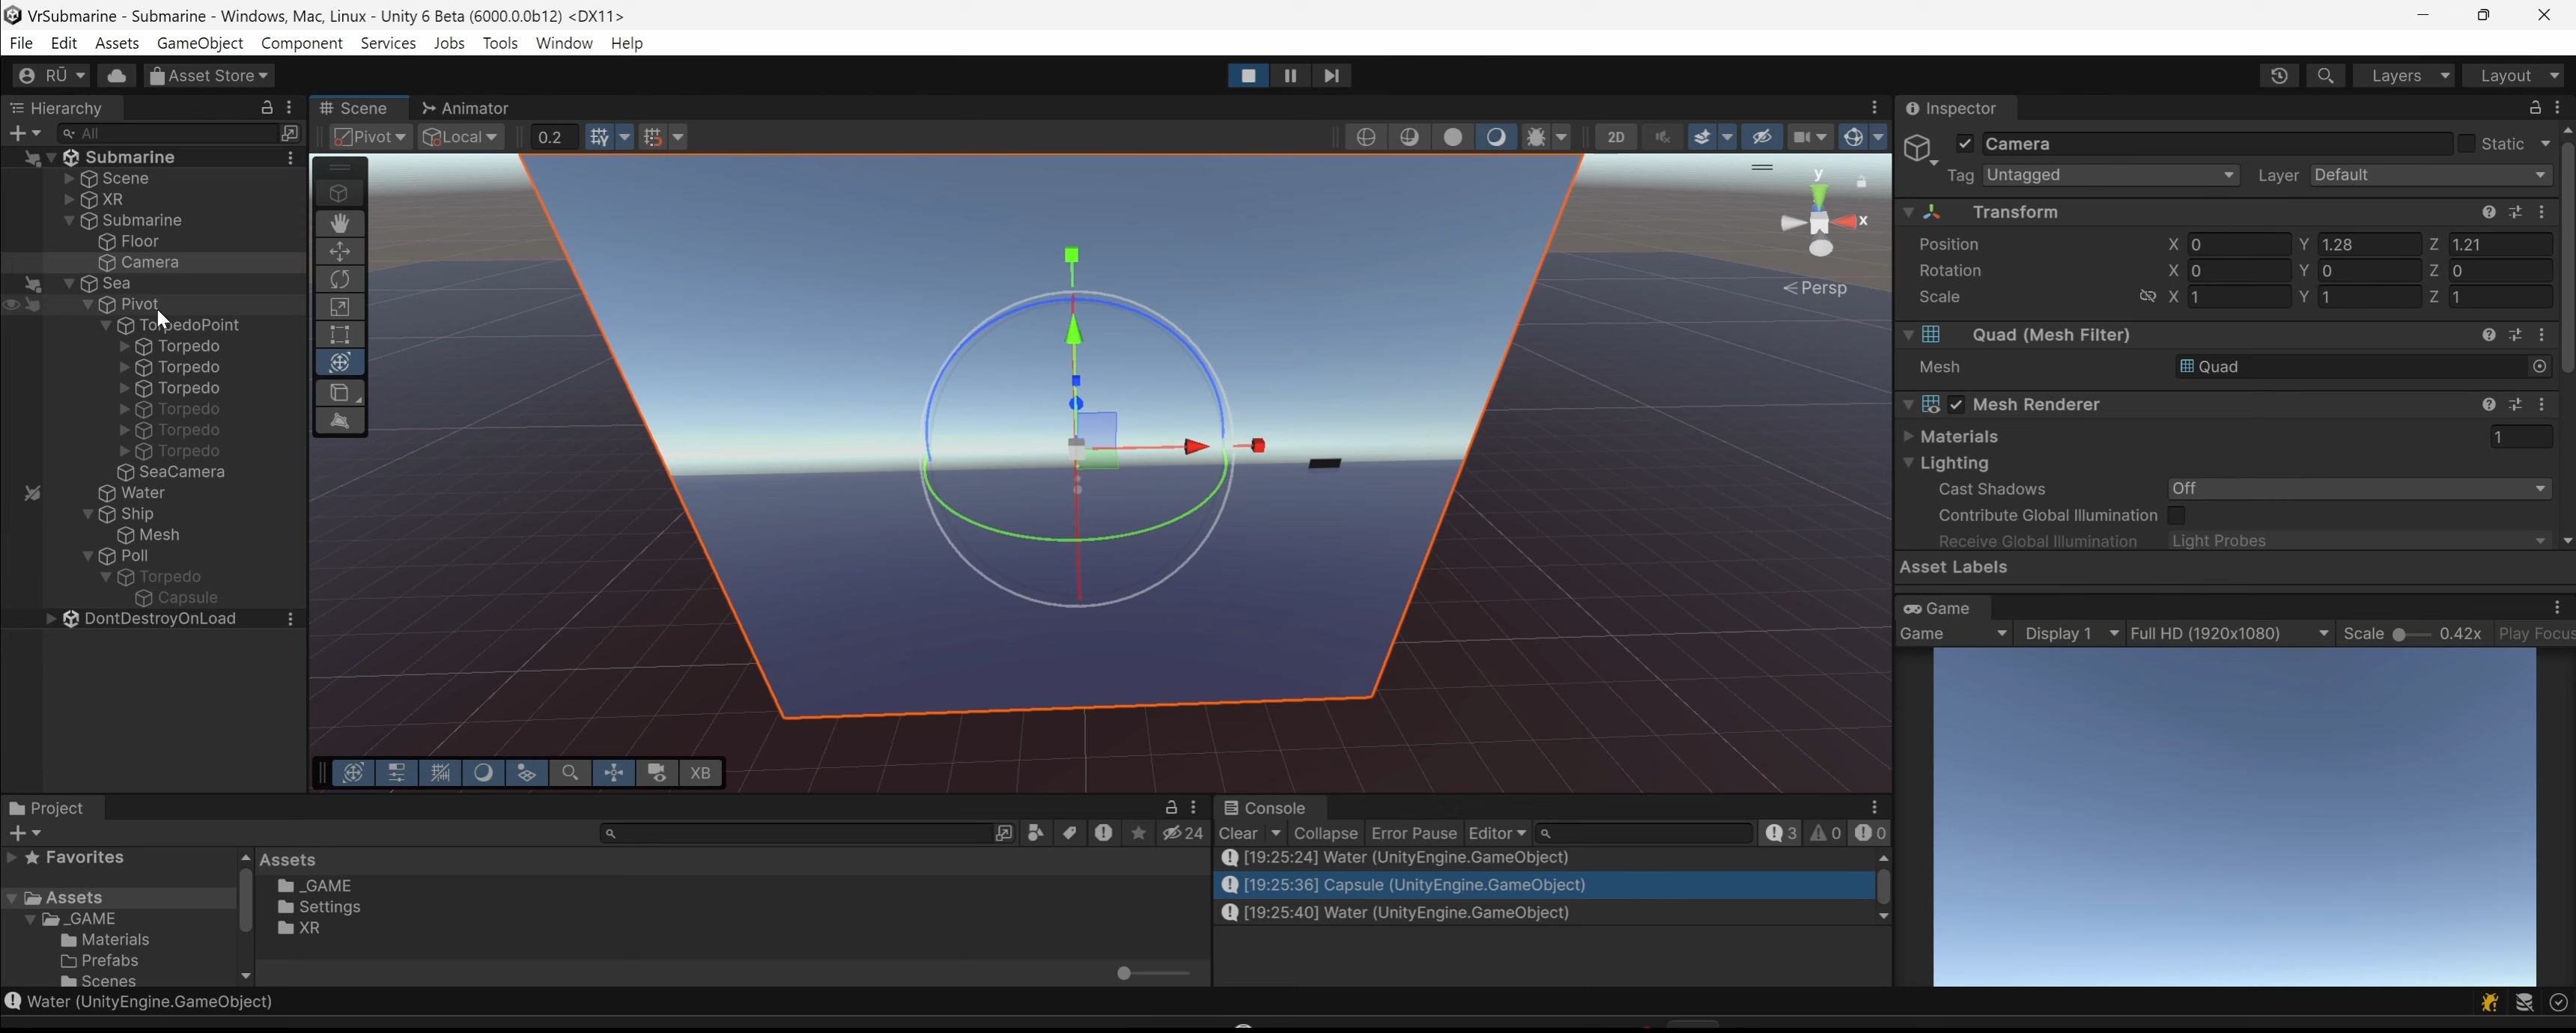 VrSubmarine - Submarine - Windows, Mac, Linux - Unity 6 Beta (6000.0.0b12) <DX11>
File Edit Assets GameObject Component Services Jobs Tools Window Help
RŪ Asset Store Layers Layout
Hierarchy
All
Submarine
Scene
XR
Submarine
Floor
Camera
Sea
Pivot
TorpedoPoint
Torpedo
Torpedo
Torpedo
Torpedo
Torpedo
Torpedo
SeaCamera
Water
Ship
Mesh
Poll
Torpedo
Capsule
DontDestroyOnLoad
Scene Animator
Pivot Local 0.2 2D
y
x
Persp
XB
Inspector
Camera Static
Tag Untagged Layer Default
Transform
Position X 0 Y 1.28 Z 1.21
Rotation X 0 Y 0 Z 0
Scale X 1 Y 1 Z 1
Quad (Mesh Filter)
Mesh Quad
Mesh Renderer
Materials 1
Lighting
Cast Shadows Off
Contribute Global Illumination
Receive Global Illumination Light Probes
Asset Labels
Game
Game Display 1 Full HD (1920x1080) Scale 0.42x Play Focus
Project
24
Favorites
Assets
_GAME
Materials
Prefabs
Scenes
Assets
_GAME
Settings
XR
Console
Clear Collapse Error Pause Editor 3 0 0
[19:25:24] Water (UnityEngine.GameObject)
[19:25:36] Capsule (UnityEngine.GameObject)
[19:25:40] Water (UnityEngine.GameObject)
Water (UnityEngine.GameObject)